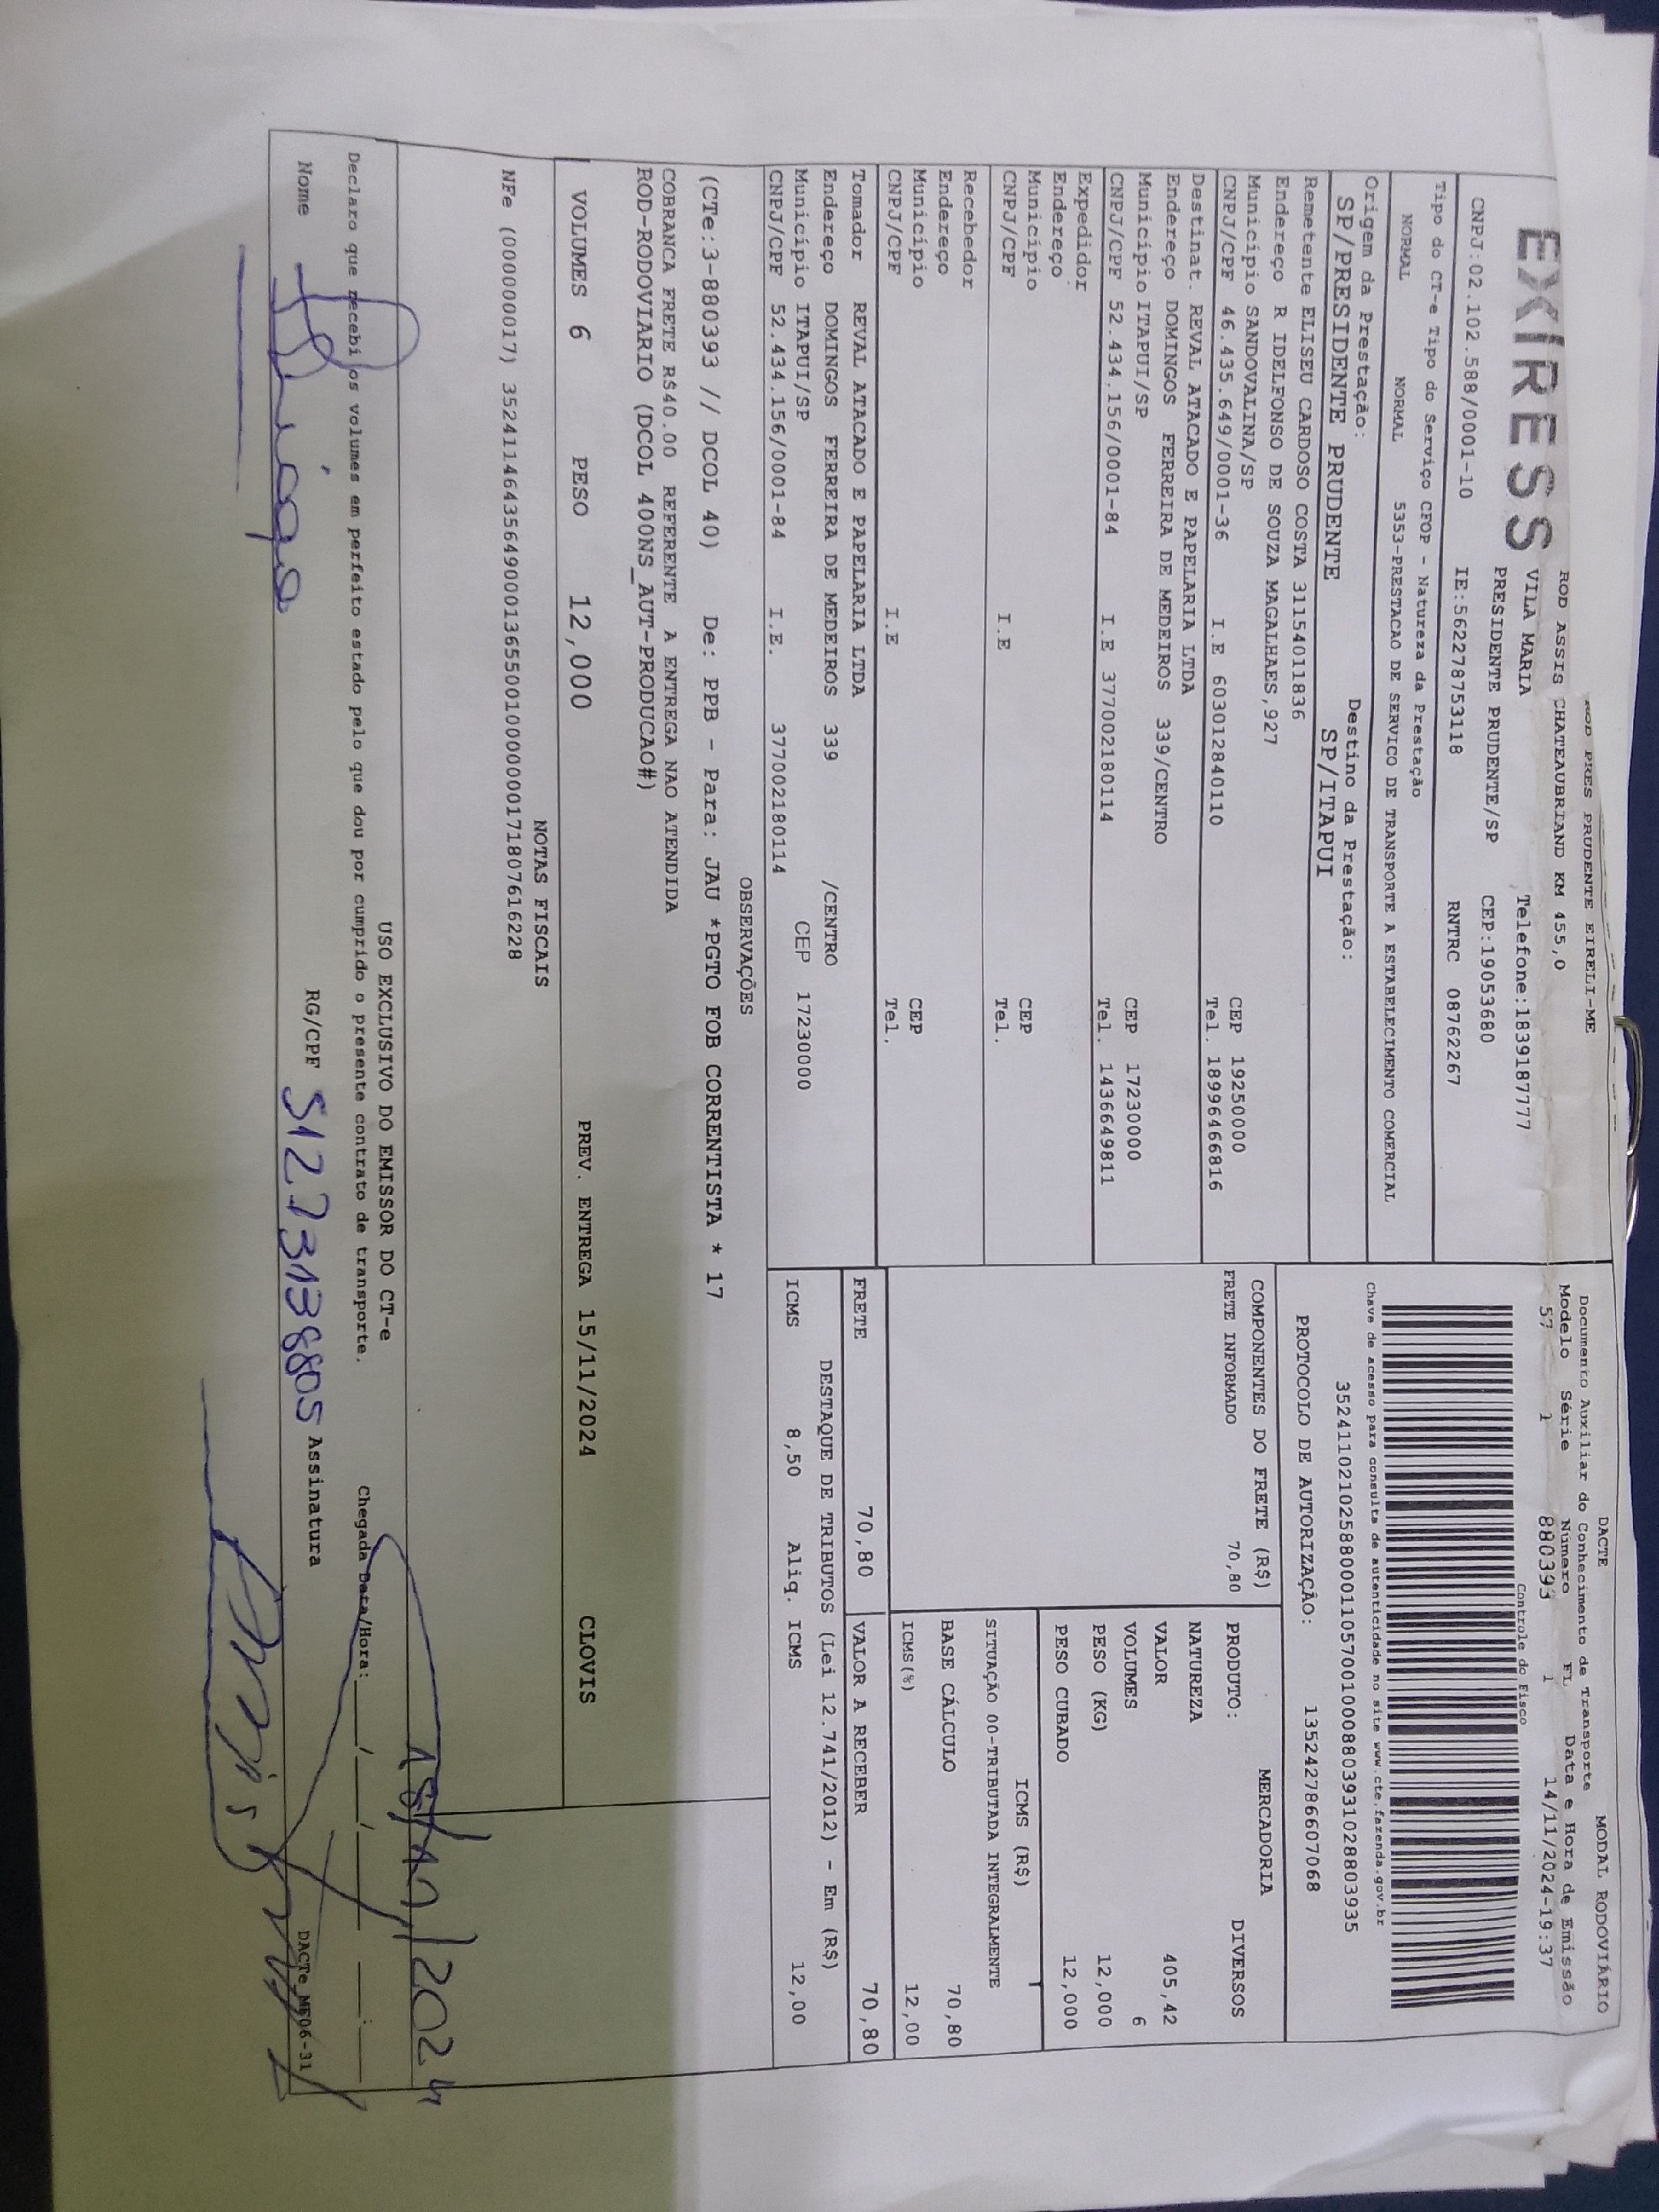 ROD PRES PRUDENTE EIRELI-ME
ROD ASSIS CHATEAUBRIAND KM 455,0
VILA MARIA Telefone:1839187777
PRESIDENTE PRUDENTE/SP CEP:19053680
CNPJ:02.102.588/0001-10 IE:562278753118 RNTRC 08762267
Tipo do CT-e Tipo do Serviço CFOP - Natureza da Prestação
NORMAL NORMAL 5353-PRESTACAO DE SERVICO DE TRANSPORTE A ESTABELECIMENTO COMERCIAL
Origem da Prestação: Destino da Prestação:
SP/PRESIDENTE PRUDENTE SP/ITAPUI
Remetente ELISEU CARDOSO COSTA 31154011836
Endereço R IDELFONSO DE SOUZA MAGALHAES,927
Municipio SANDOVALINA/SP CEP 19250000
CNPJ/CPF 46.435.649/0001-36 I.E 603012840110 Tel. 18996466816
Destinat. REVAL ATACADO E PAPELARIA LTDA
Endereço DOMINGOS FERREIRA DE MEDEIROS 339/CENTRO
Município ITAPUI/SP CEP 17230000
CNPJ/CPF 52.434.156/0001-84 I.E 377002180114 Tel. 1436649811
Expedidor
Endereço
Municipio CEP
CNPJ/CPF I.E Tel.
Recebedor
Endereço
Município CEP
CNPJ/CPF I.E Tel.
Tomador REVAL ATACADO E PAPELARIA LTDA
Endereço DOMINGOS FERREIRA DE MEDEIROS 339 /CENTRO
Município ITAPUI/SP CEP 17230000
CNPJ/CPF 52.434.156/0001-84 I.E. 377002180114
DACTE MODAL RODOVIÁRIO
Documento Auxiliar do Conhecimento de Transporte
Modelo Série Número FL Data e Hora de Emissão
57 1 880393 1 14/11/2024-19:37
Controle do Fisco
Chave de acesso para consulta de autenticidade no site www.cte.fazenda.gov.br
35241102102588000110570010008803931028803935
PROTOCOLO DE AUTORIZAÇÃO: 135242786607068
COMPONENTES DO FRETE (R$)
FRETE INFORMADO 70,80
MERCADORIA
PRODUTO: DIVERSOS
NATUREZA
VALOR 405,42
VOLUMES 6
PESO (KG) 12,000
PESO CUBADO 12,000
ICMS (R$)
SITUAÇÃO 00-TRIBUTADA INTEGRALMENTE
BASE CÁLCULO 70,80
ICMS(%) 12,00
FRETE 70,80 VALOR A RECEBER 70,80
DESTAQUE DE TRIBUTOS (Lei 12.741/2012) - Em (R$)
ICMS 8,50 Aliq. ICMS 12,00
OBSERVAÇÕES
(CTe:3-880393 // DCOL 40) De: PPB - Para: JAU *PGTO FOB CORRENTISTA * 17
COBRANCA FRETE R$40.00 REFERENTE A ENTREGA NAO ATENDIDA
ROD-RODOVIARIO (DCOL 400NS_AUT-PRODUCAO#)
VOLUMES 6 PESO 12,000 PREV. ENTREGA 15/11/2024 CLOVIS
NOTAS FISCAIS
NFe (000000017) 35241146435649000136550010000000171807616228
USO EXCLUSIVO DO EMISSOR DO CT-e
Declaro que recebi os volumes em perfeito estado pelo que dou por cumprido o presente contrato de transporte.
Chegada Data/Hora: ___/___/___ ___:___
Nome RG/CPF 51273138805 Assinatura
DACTe_MF06-31